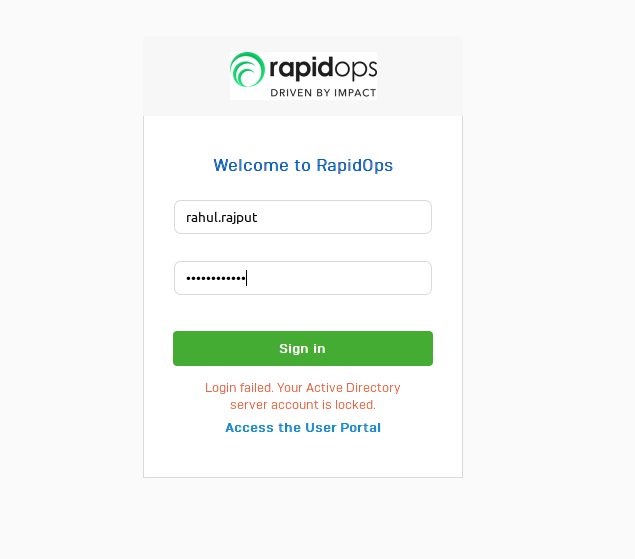 rapidops
DRIVEN BY IMPACT
Welcome to RapidOps
rahul.rajput
••••••••••••
Sign in
Login failed. Your Active Directory
server account is locked.
Access the User Portal